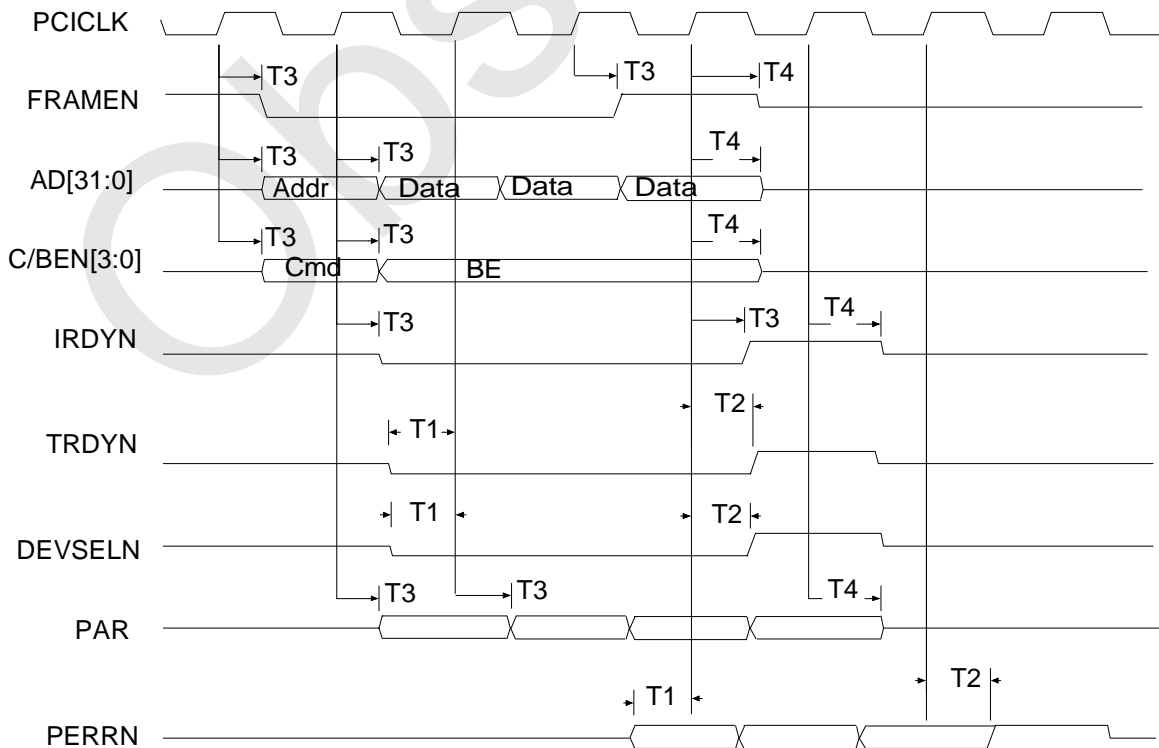 PCICLK
T3 T3 T4
FRAMEN
T3 T3 T4
AD[31:0] Addr Data Data Data
T3 T3 T4
C/BEN[3:0] Cmd BE
T3 T3 T4
IRDYN
T2
T1
TRDYN
T1 T2
DEVSELN
T3 T3 T4
PAR
T1 T2
PERRN
Obs